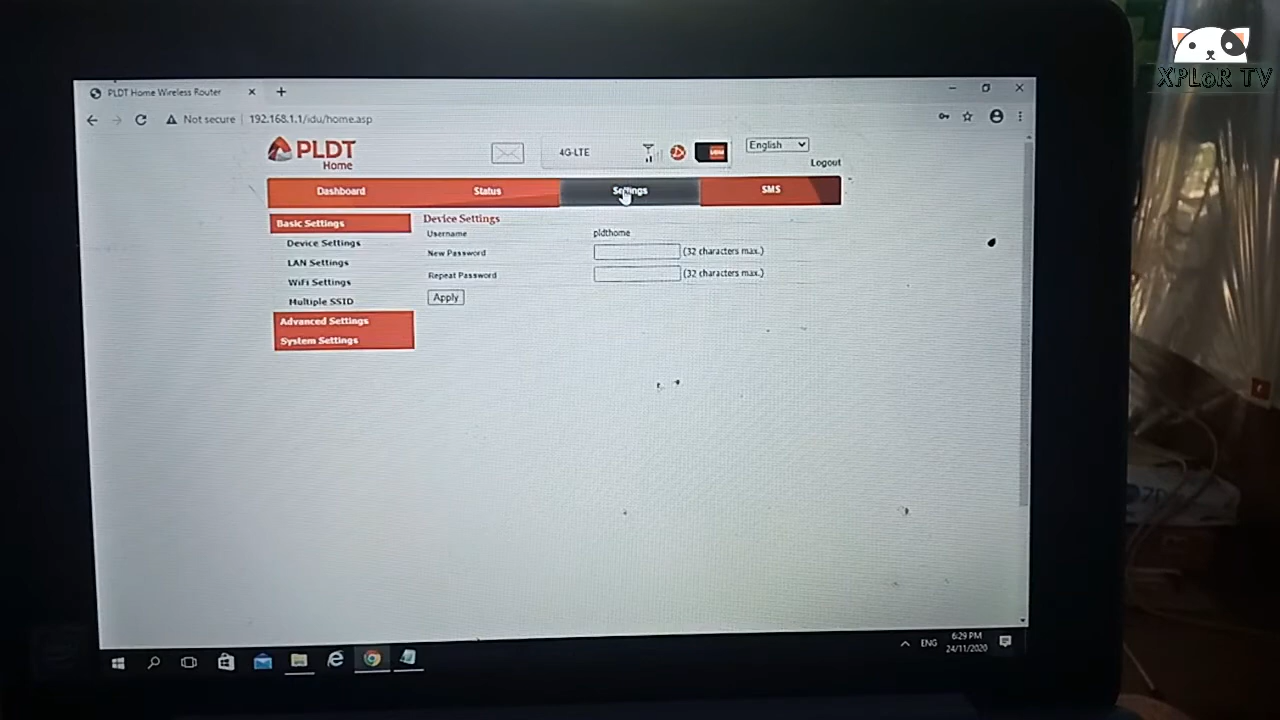 XPLoR TV
PLDT Home Wireless Router
Not secure
192.168.1.1/idu/home.asp
PLDT
Home
4G-LTE
English
Logout
Dashboard
Status
Settings
SMS
Basic Settings
Device Settings
LAN Settings
WiFi Settings
Multiple SSID
Advanced Settings
System Settings
Device Settings
Username
pldthome
New Password
(32 characters max.)
Repeat Password
(32 characters max.)
Apply
ENG
6:29 PM
24/11/2020